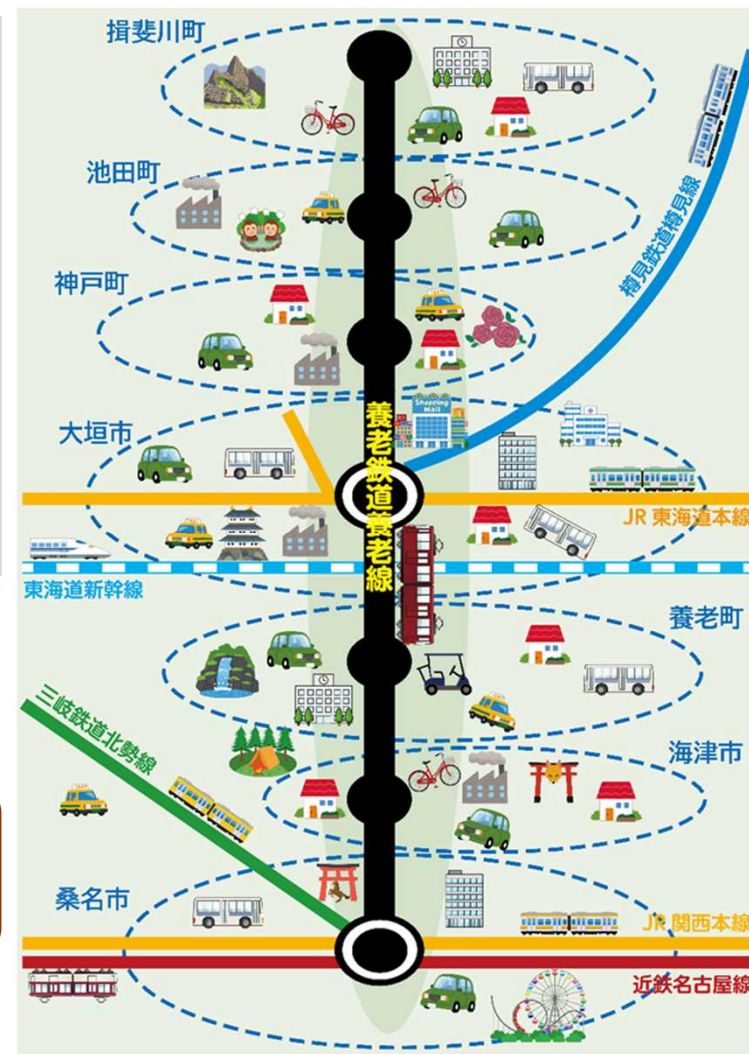 揖斐川町
池田町
樽見鉄道樽見線
神戸町
Shopping
Mall
大垣市
養老鉄道養老線
JR 東海道本線
東海道新幹線
養老町
三岐鉄道北勢線
海津市
桑名市
JR 関西本線
近鉄名古屋線